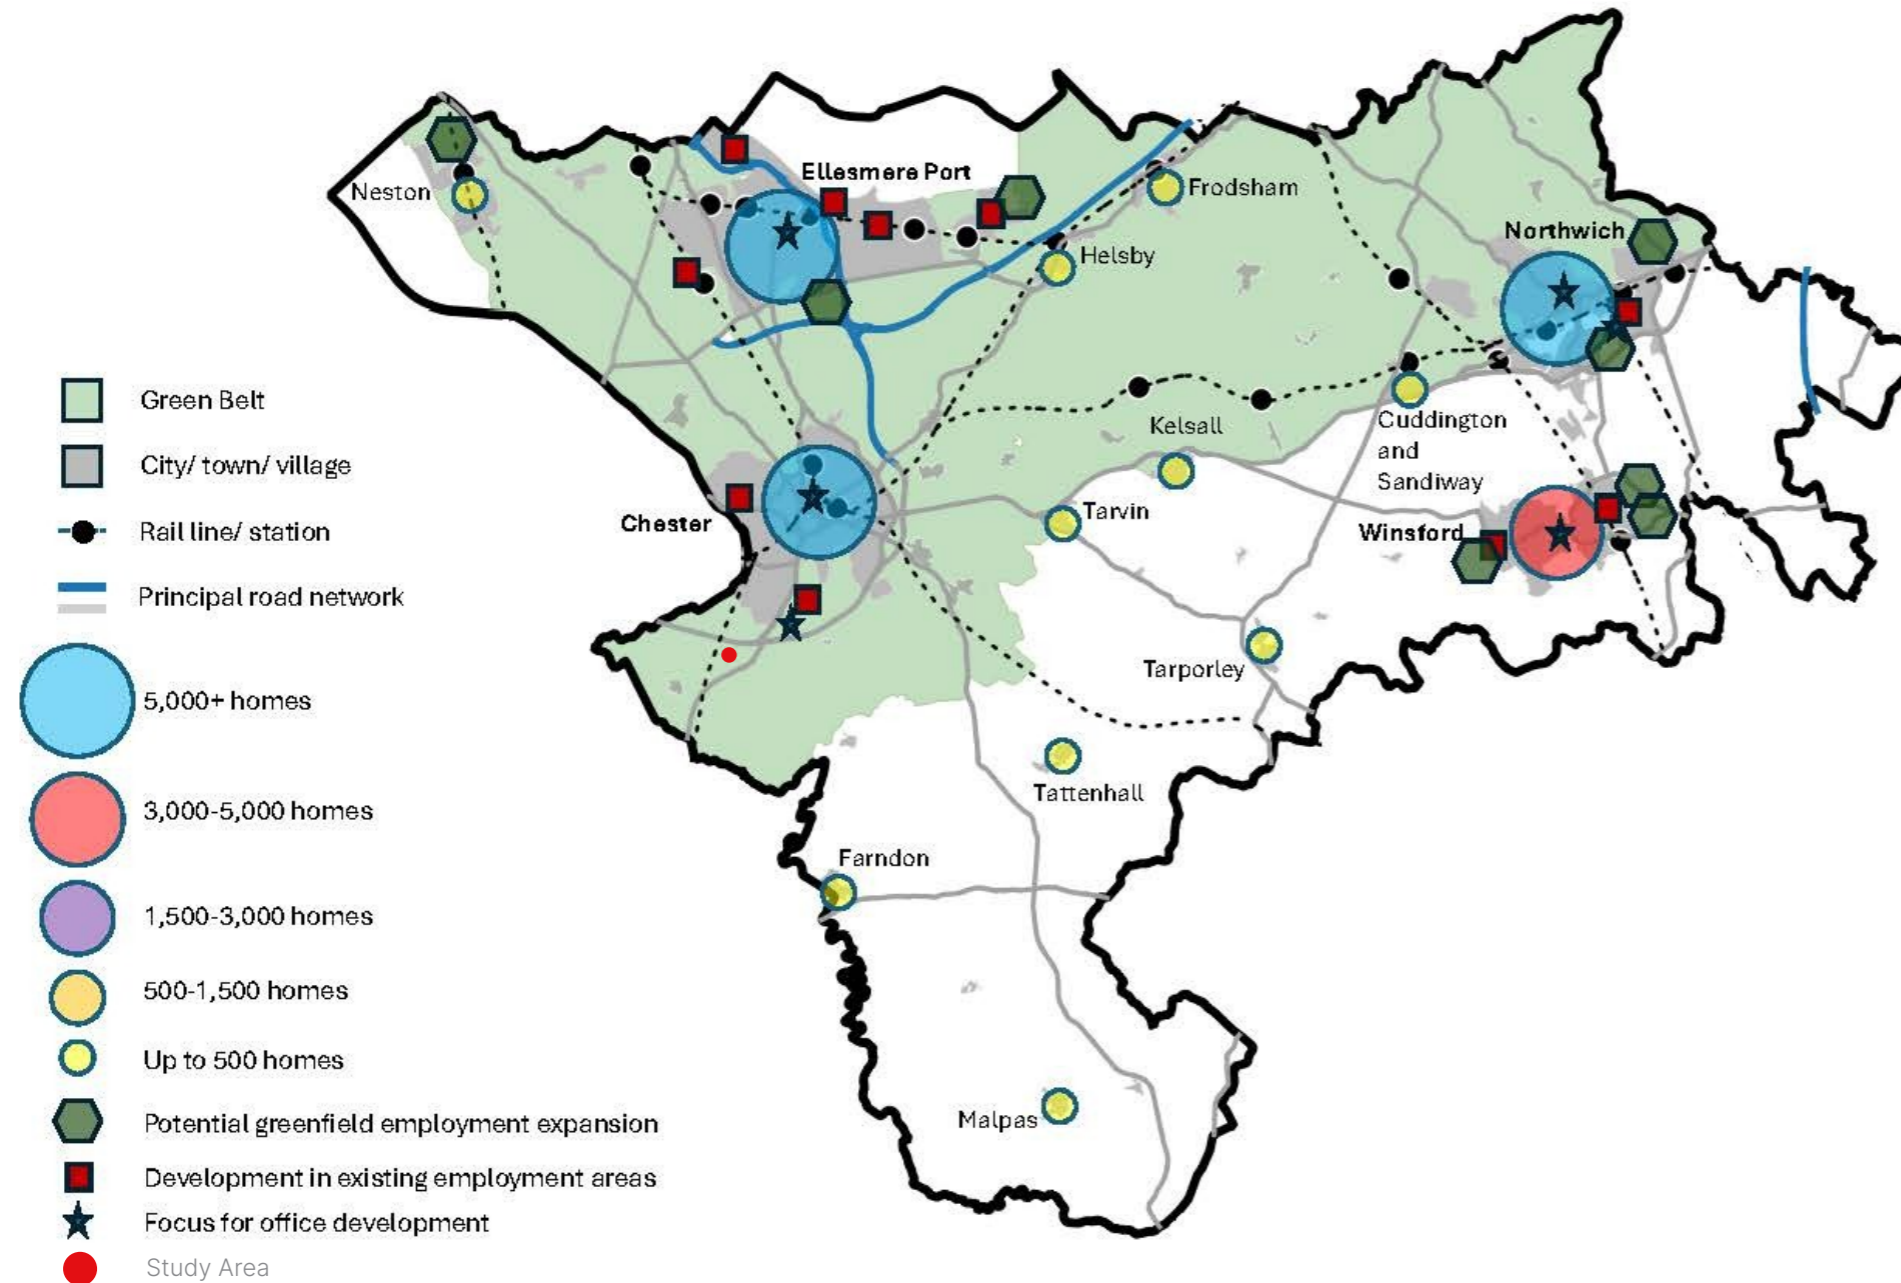 Ellesmere Port
Neston
Frodsham
Helsby
Northwich
Green Belt
City/ town/ village
Rail line/ station
Principal road network
5,000+ homes
3,000-5,000 homes
1,500-3,000 homes
500-1,500 homes
Up to 500 homes
Potential greenfield employment expansion
Development in existing employment areas
Focus for office development
Study Area
Kelsall
Cuddington
and
Sandiway
Chester
Tarvin
Winsford
Tarporley
Tattenhall
Farndon
Malpas